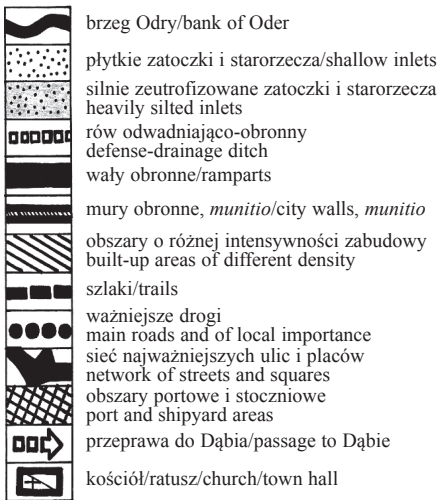 brzeg Odry/bank of Oder
płytkie zatoczki i starorzecza/shallow inlets
silnie zeutrofizowane zatoczki i starorzecza
heavily silted inlets
rów odwadniająco-obronny
defense-drainage ditch
wały obronne/ramparts
mury obronne, munitio/city walls, munitio
obszary o różnej intensywności zabudowy
built-up areas of different density
szlaki/trails
ważniejsze drogi
main roads and of local importance
sieć najważniejszych ulic i placów
network of streets and squares
obszary portowe i stoczniowe
port and shipyard areas
przeprawa do Dąbia/passage to Dąbie
kościół/ratusz/church/town hall